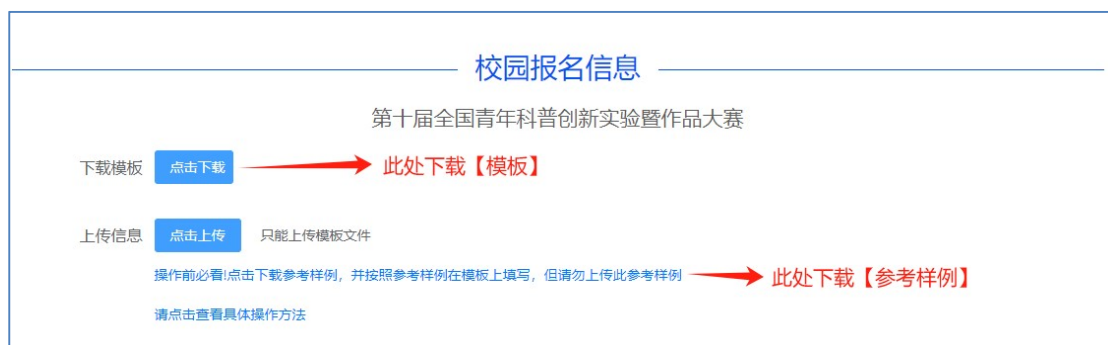 校园报名信息
第十届全国青年科普创新实验暨作品大赛
下载模板 点击下载 此处下载【模板】
上传信息 点击上传 只能上传模板文件
操作前必看!点击下载参考样例，并按照参考样例在模板上填写，但请勿上传此参考样例 此处下载【参考样例】
请点击查看具体操作方法